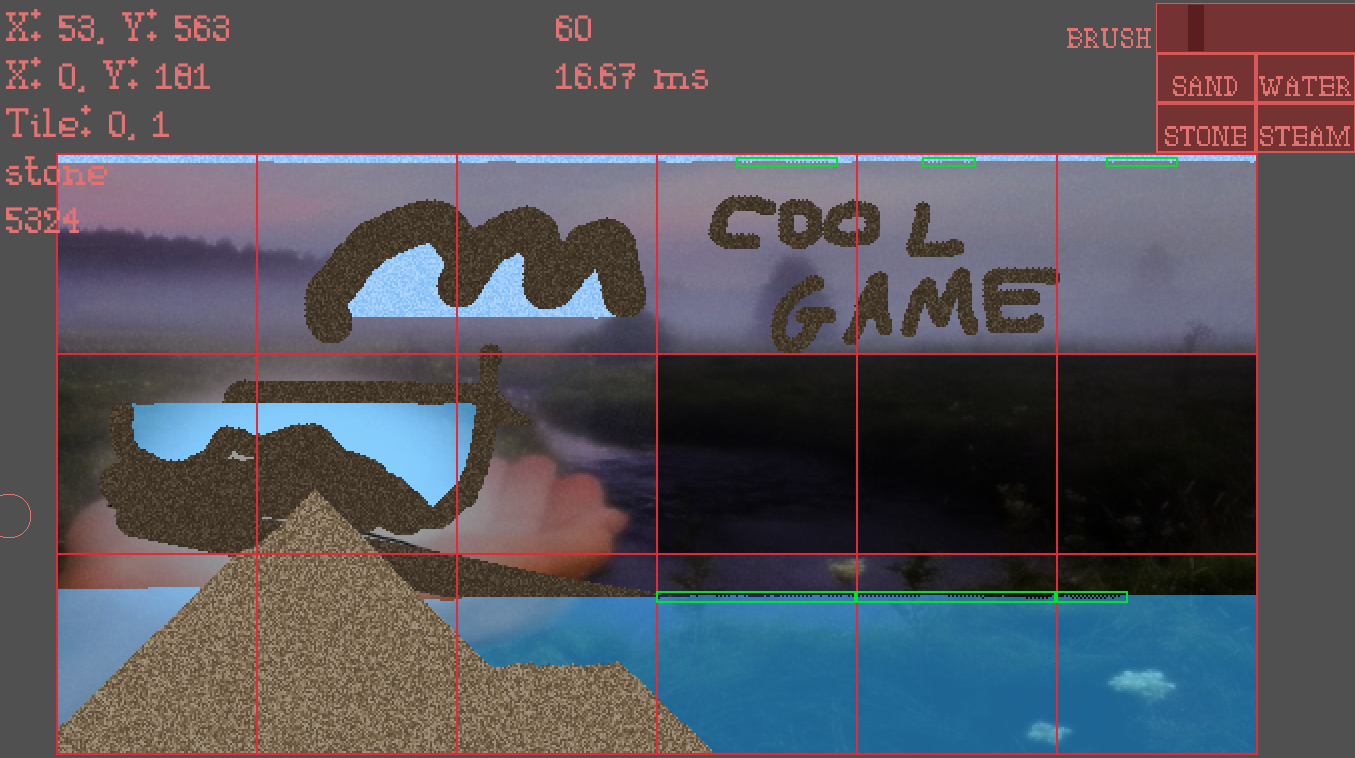 X: 53, Y: 563
60
BRUSH
X: 0, Y: 181
16.67 ms
SAND WATER
Tile: 0, 1
STONE STEAM
stone
5324
COOL
GAME